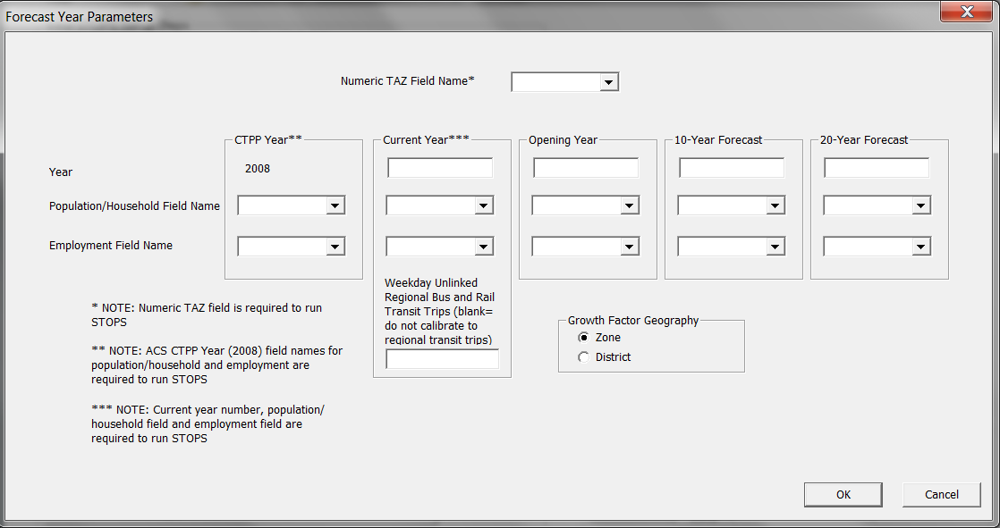 Forecast Year Parameters
Numeric TAZ Field Name*
CTPP Year**
Current Year***
Opening Year
10-Year Forecast
20-Year Forecast
Year
2008
Population/Household Field Name
Employment Field Name
Weekday Unlinked
Regional Bus and Rail
Transit Trips (blank=
do not calibrate to
regional transit trips)
* NOTE: Numeric TAZ field is required to run
STOPS
** NOTE: ACS CTPP Year (2008) field names for
population/household and employment are
required to run STOPS
*** NOTE: Current year number, population/
household field and employment field are
required to run STOPS
Growth Factor Geography
Zone
District
OK
Cancel